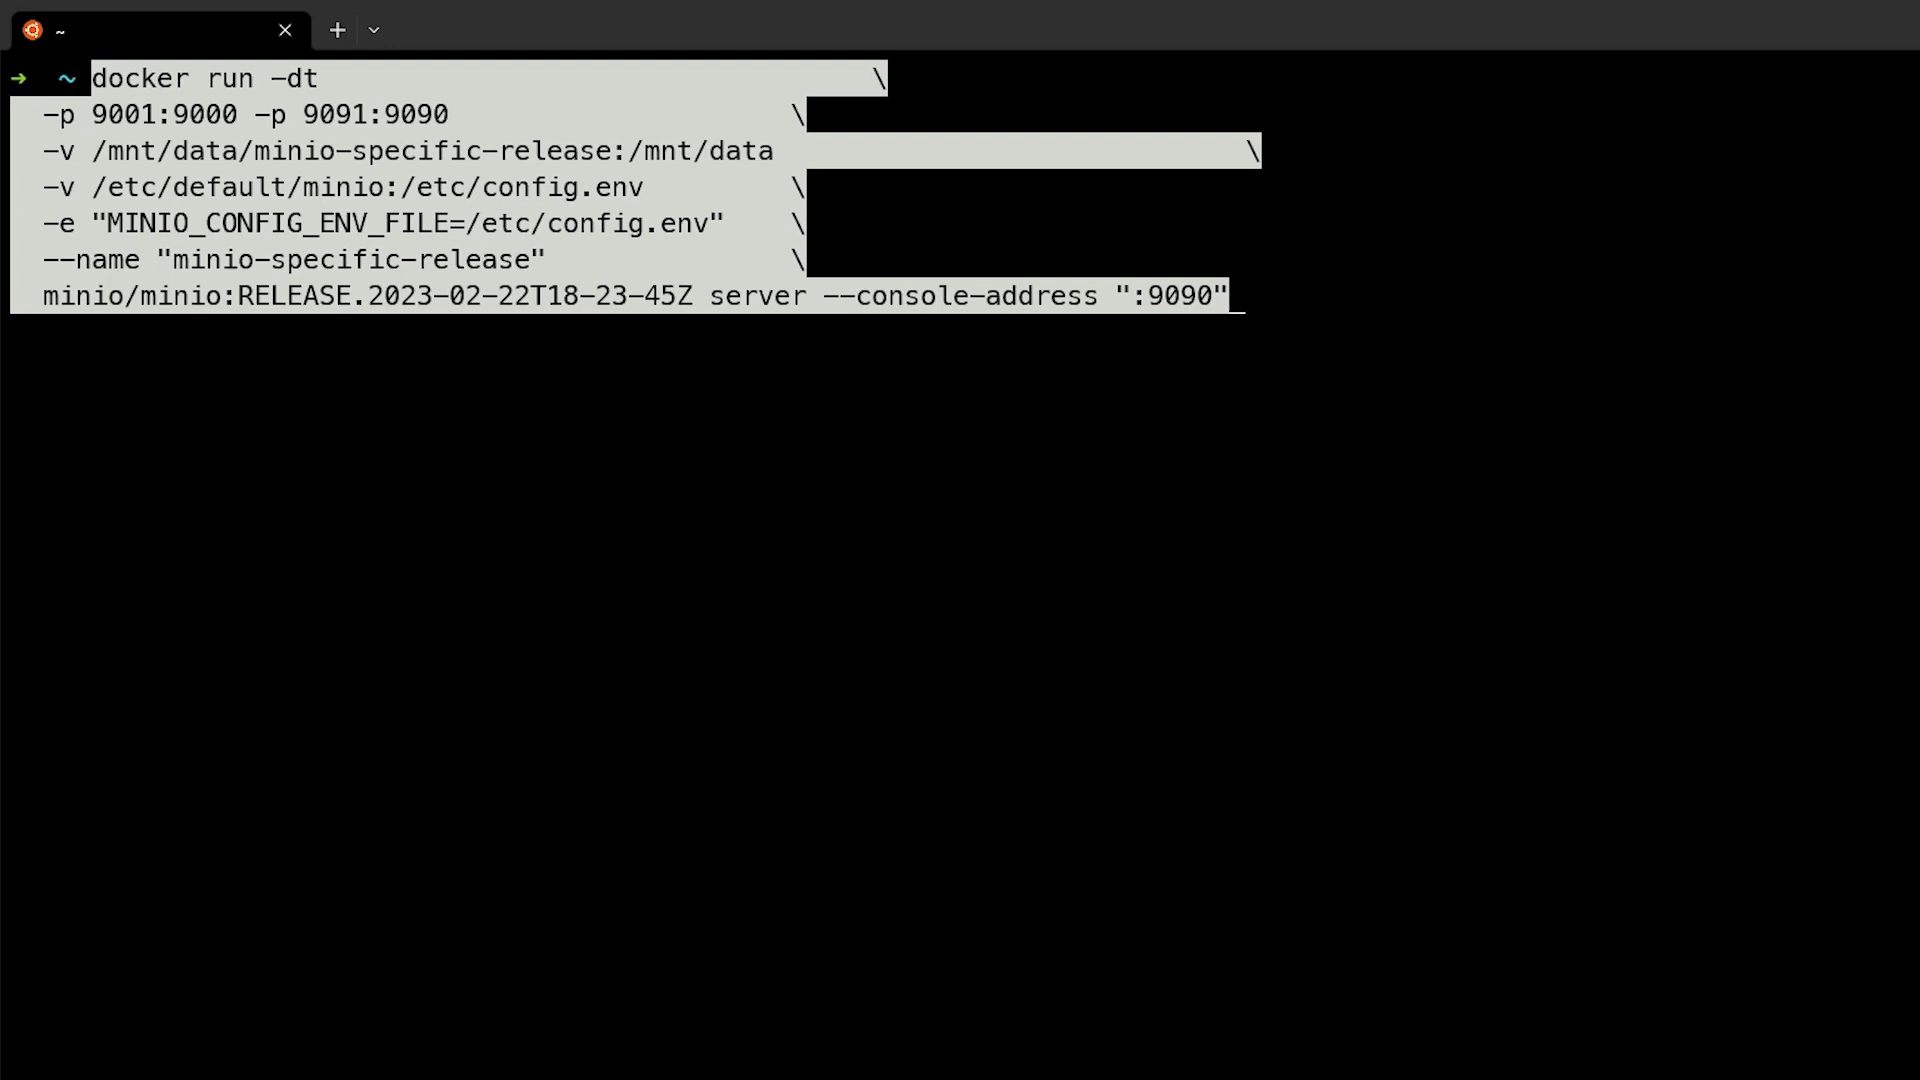 ~
➜ ~ docker run -dt \
-p 9001:9000 -p 9091:9090 \
-v /mnt/data/minio-specific-release:/mnt/data \
-v /etc/default/minio:/etc/config.env \
-e "MINIO_CONFIG_ENV_FILE=/etc/config.env" \
--name "minio-specific-release" \
minio/minio:RELEASE.2023-02-22T18-23-45Z server --console-address ":9090"